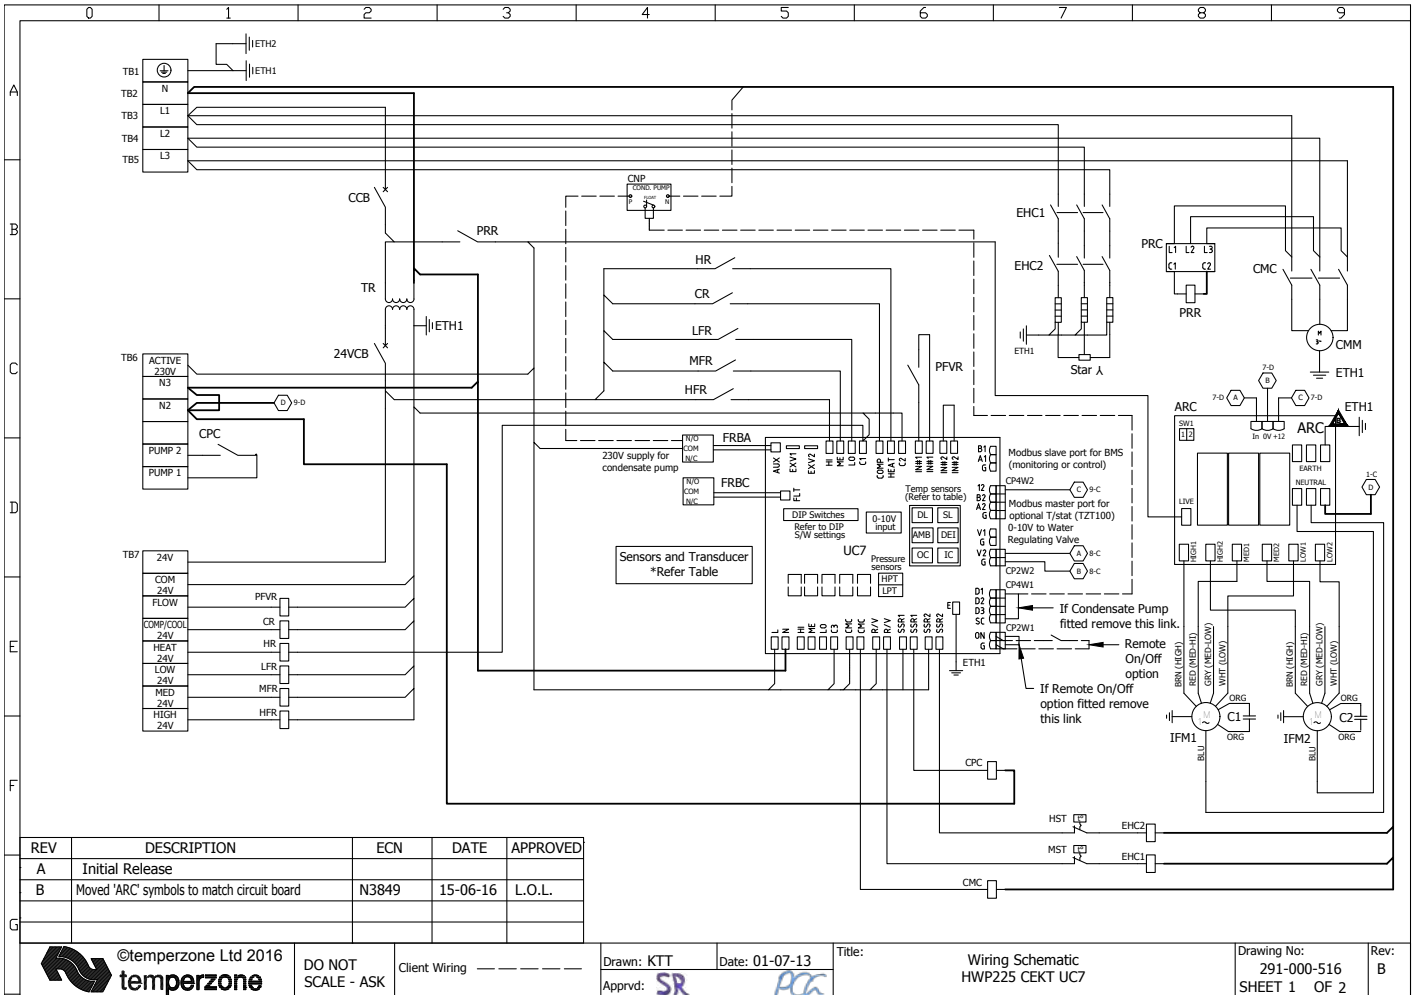 0 1 2 3 4 5 6 7 8 9
A
B
C
D
E
F
G
ETH2
ETH1
TB1
TB2 N
TB3 L1
TB4 L2
TB5 L3
CCB
PRR
TR
ETH1
24VCB
TB6
ACTIVE
230V
N3
N2
D 9-D
CPC
PUMP 2
PUMP 1
TB7
24V
COM
24V
FLOW
COMP/COOL
24V
HEAT
24V
LOW
24V
MED
24V
HIGH
24V
PFVR
CR
HR
LFR
MFR
HFR
CNP
COND. PUMP
P FLOAT N
HR
CR
LFR
MFR
HFR
PFVR
N/O
COM
N/C
FRBA
230V supply for
condensate pump
N/O
COM
N/C
FRBC
AUX EXV1 EXV2 HI ME LO C1 COMP HEAT C2 IN#1 IN#1 IN#2 IN#2
FLT
DIP Switches
Refer to DIP
S/W settings
0-10V
input
Temp sensors
(Refer to table)
DL SL
AMB DEI
OC IC
UC7
Pressure
sensors
HPT
LPT
Sensors and Transducer
*Refer Table
L N HI ME LO C3 CMC CMC R/V R/V SSR1 SSR1 SSR2 SSR2
E
ETH1
B1
A1
G
12
B2
A2
G
V1
G
V2
G
D1
D2
D3
SC
ON
G
Modbus slave port for BMS
(monitoring or control)
CP4W2
C 9-C
Modbus master port for
optional T/stat (TZT100)
0-10V to Water
Regulating Valve
A 8-C
B 8-C
CP2W2
CP4W1
If Condensate Pump
fitted remove this link.
CP2W1
Remote
On/Off
option
If Remote On/Off
option fitted remove
this link
EHC1
EHC2
ETH1
Star
PRC
L1 L2 L3
C1 C2
PRR
CMC
M
3~
CMM
ETH1
7-D
B
7-D A
C 7-D
In 0V +12
ARC
SW1
1 2
ARC
ETH1
EARTH
NEUTRAL
LIVE
1-C
D
HIGH1 HIGH2 MED1 MED2 LOW1 LOW2
BRN (HIGH)
RED (MED-HI)
GRY (MED-LOW)
WHT (LOW)
BRN (HIGH)
RED (MED-HI)
GRY (MED-LOW)
WHT (LOW)
ORG
C1
ORG
IFM1
BLU
ORG
C2
ORG
IFM2
BLU
CPC
HST
EHC2
MST
EHC1
CMC
REV DESCRIPTION ECN DATE APPROVED
A Initial Release
B Moved 'ARC' symbols to match circuit board N3849 15-06-16 L.O.L.
©temperzone Ltd 2016
temperzone
DO NOT
SCALE - ASK
Client Wiring
Drawn: KTT
Date: 01-07-13
Apprvd: SR PCG
Title:
Wiring Schematic
HWP225 CEKT UC7
Drawing No:
291-000-516
SHEET 1 OF 2
Rev:
B